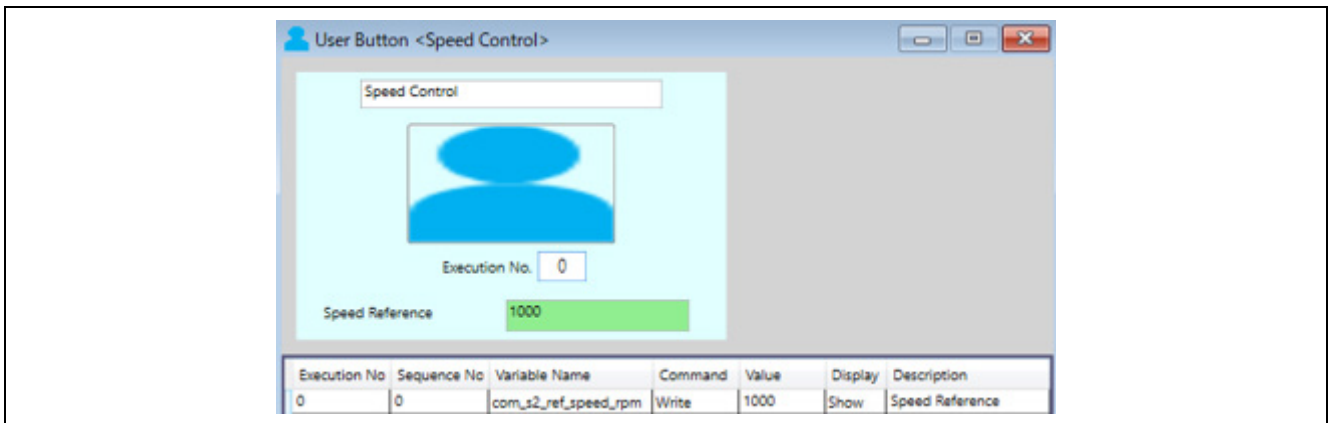 User Button <Speed Control>
Speed Control
Execution No. 0
Speed Reference 1000
Execution No Sequence No Variable Name Command Value Display Description
0 0 com_s2_ref_speed_rpm Write 1000 Show Speed Reference